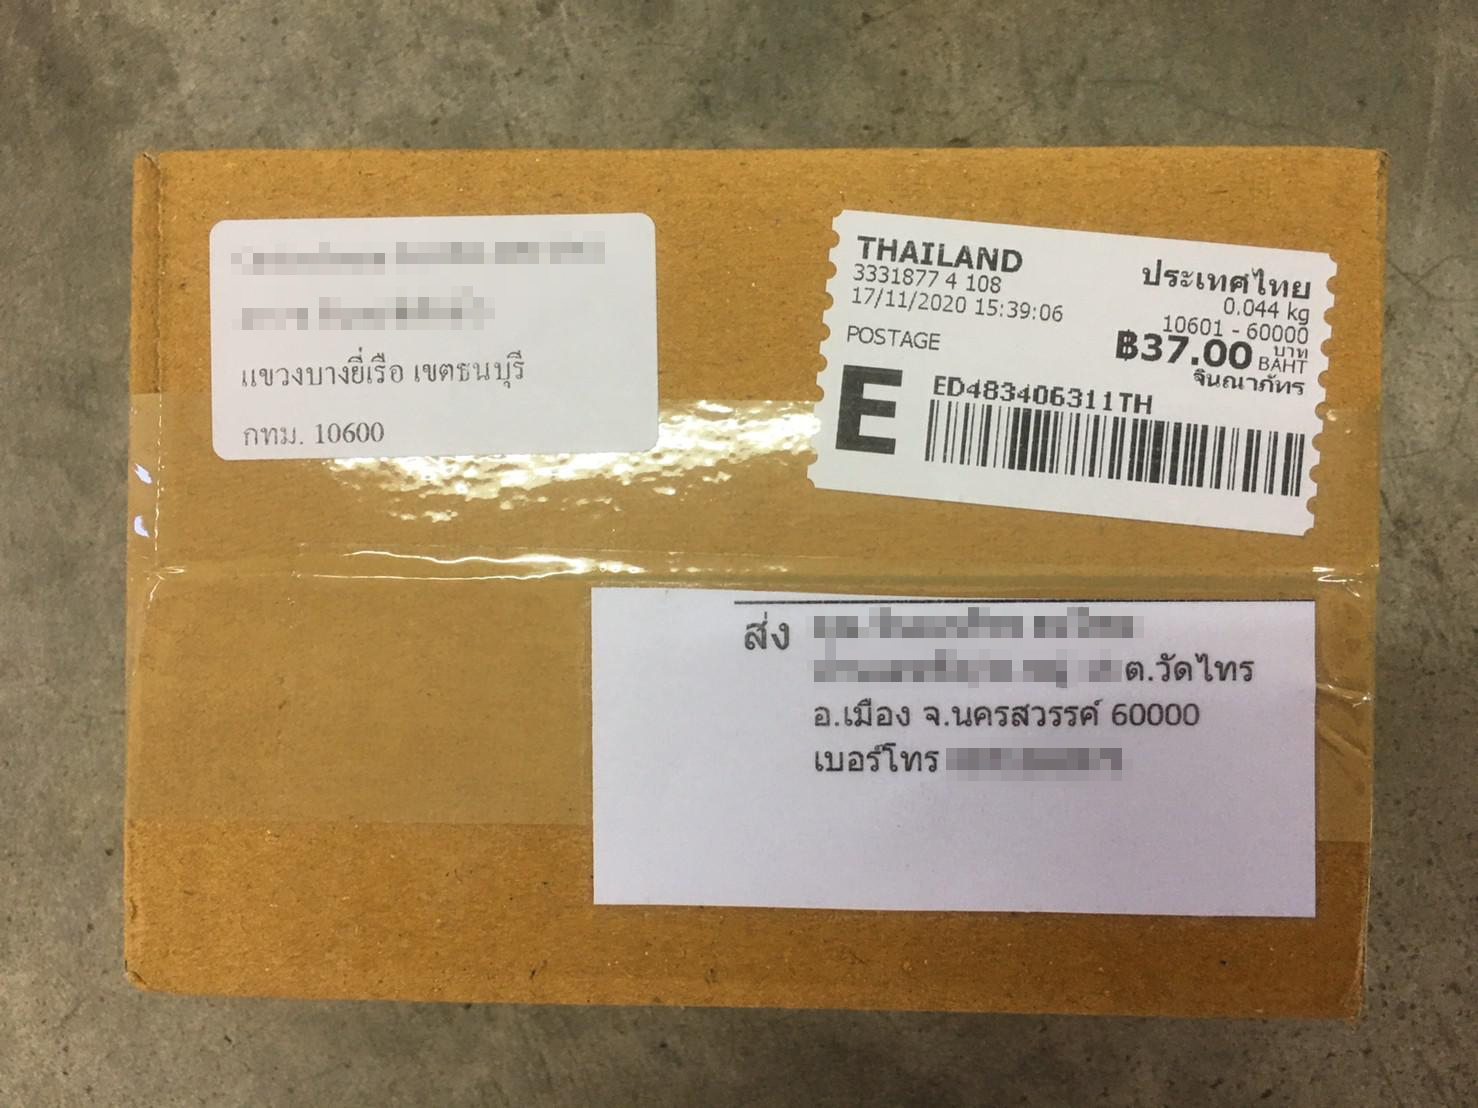 แขวงบางยี่เรือ เขตธนบุรี
กทม. 10600
THAILAND
3331877 4 108
17/11/2020 15:39:06
POSTAGE
ประเทศไทย
0.044 kg
10601 - 60000
฿37.00 บาท BAHT
จินณาภัทร
E
ED483406311TH
ส่ง
ต.วัดไทร
อ.เมือง จ.นครสวรรค์ 60000
เบอร์โทร